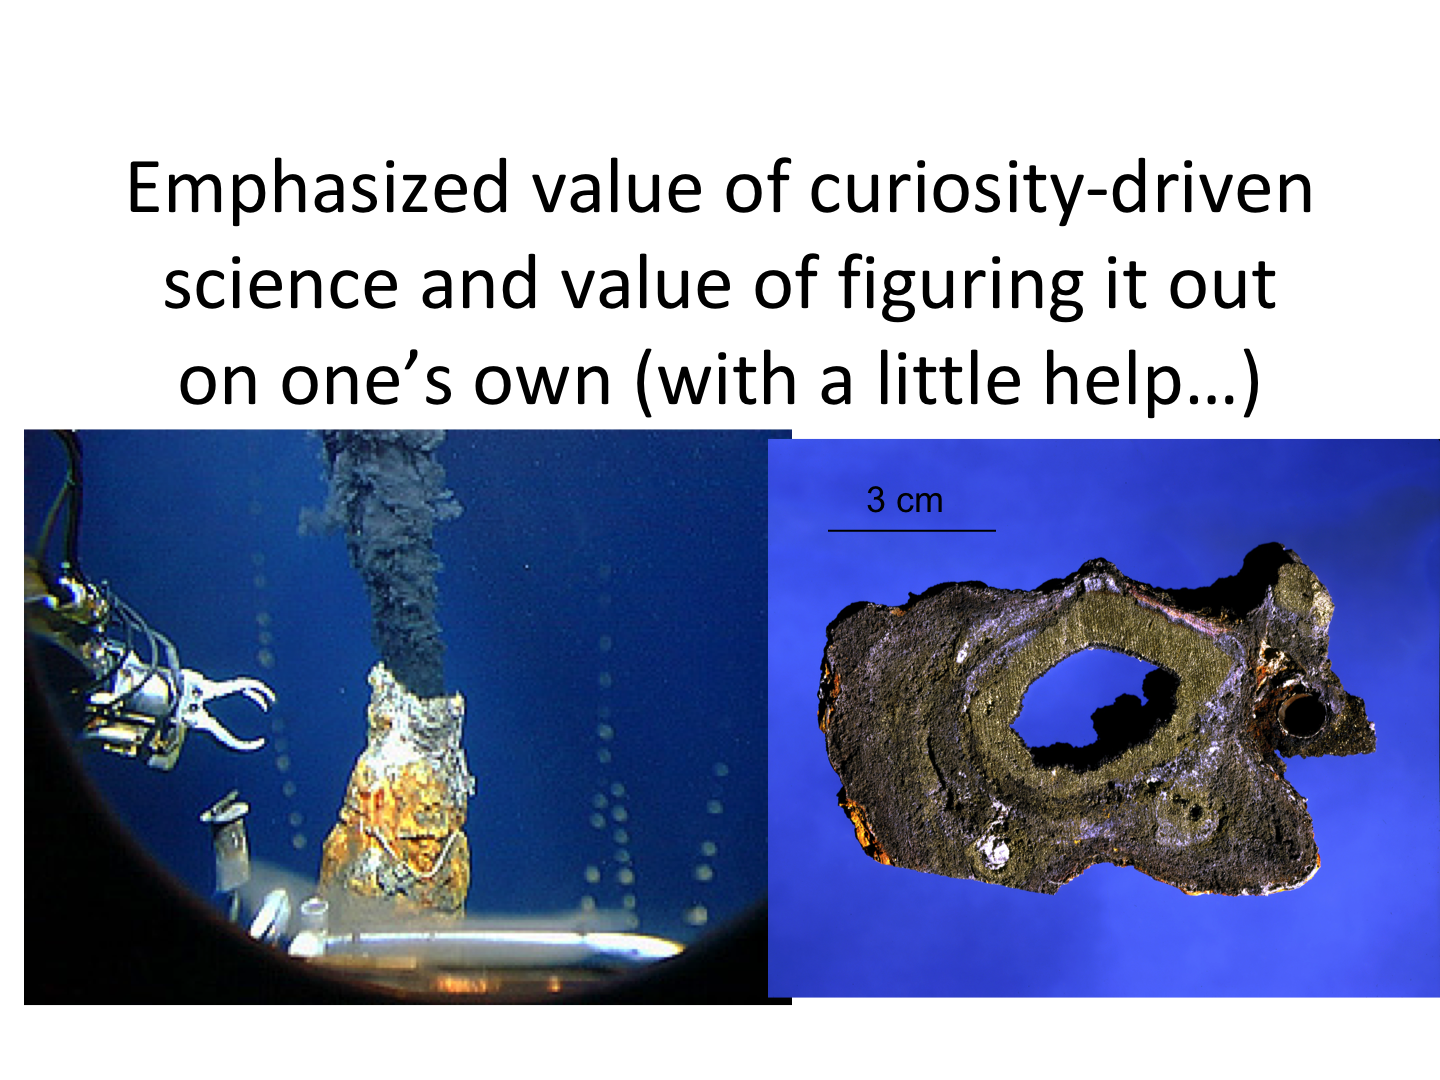 Emphasized value of curiosity-driven
science and value of figuring it out
on one’s own (with a little help…)
3 cm